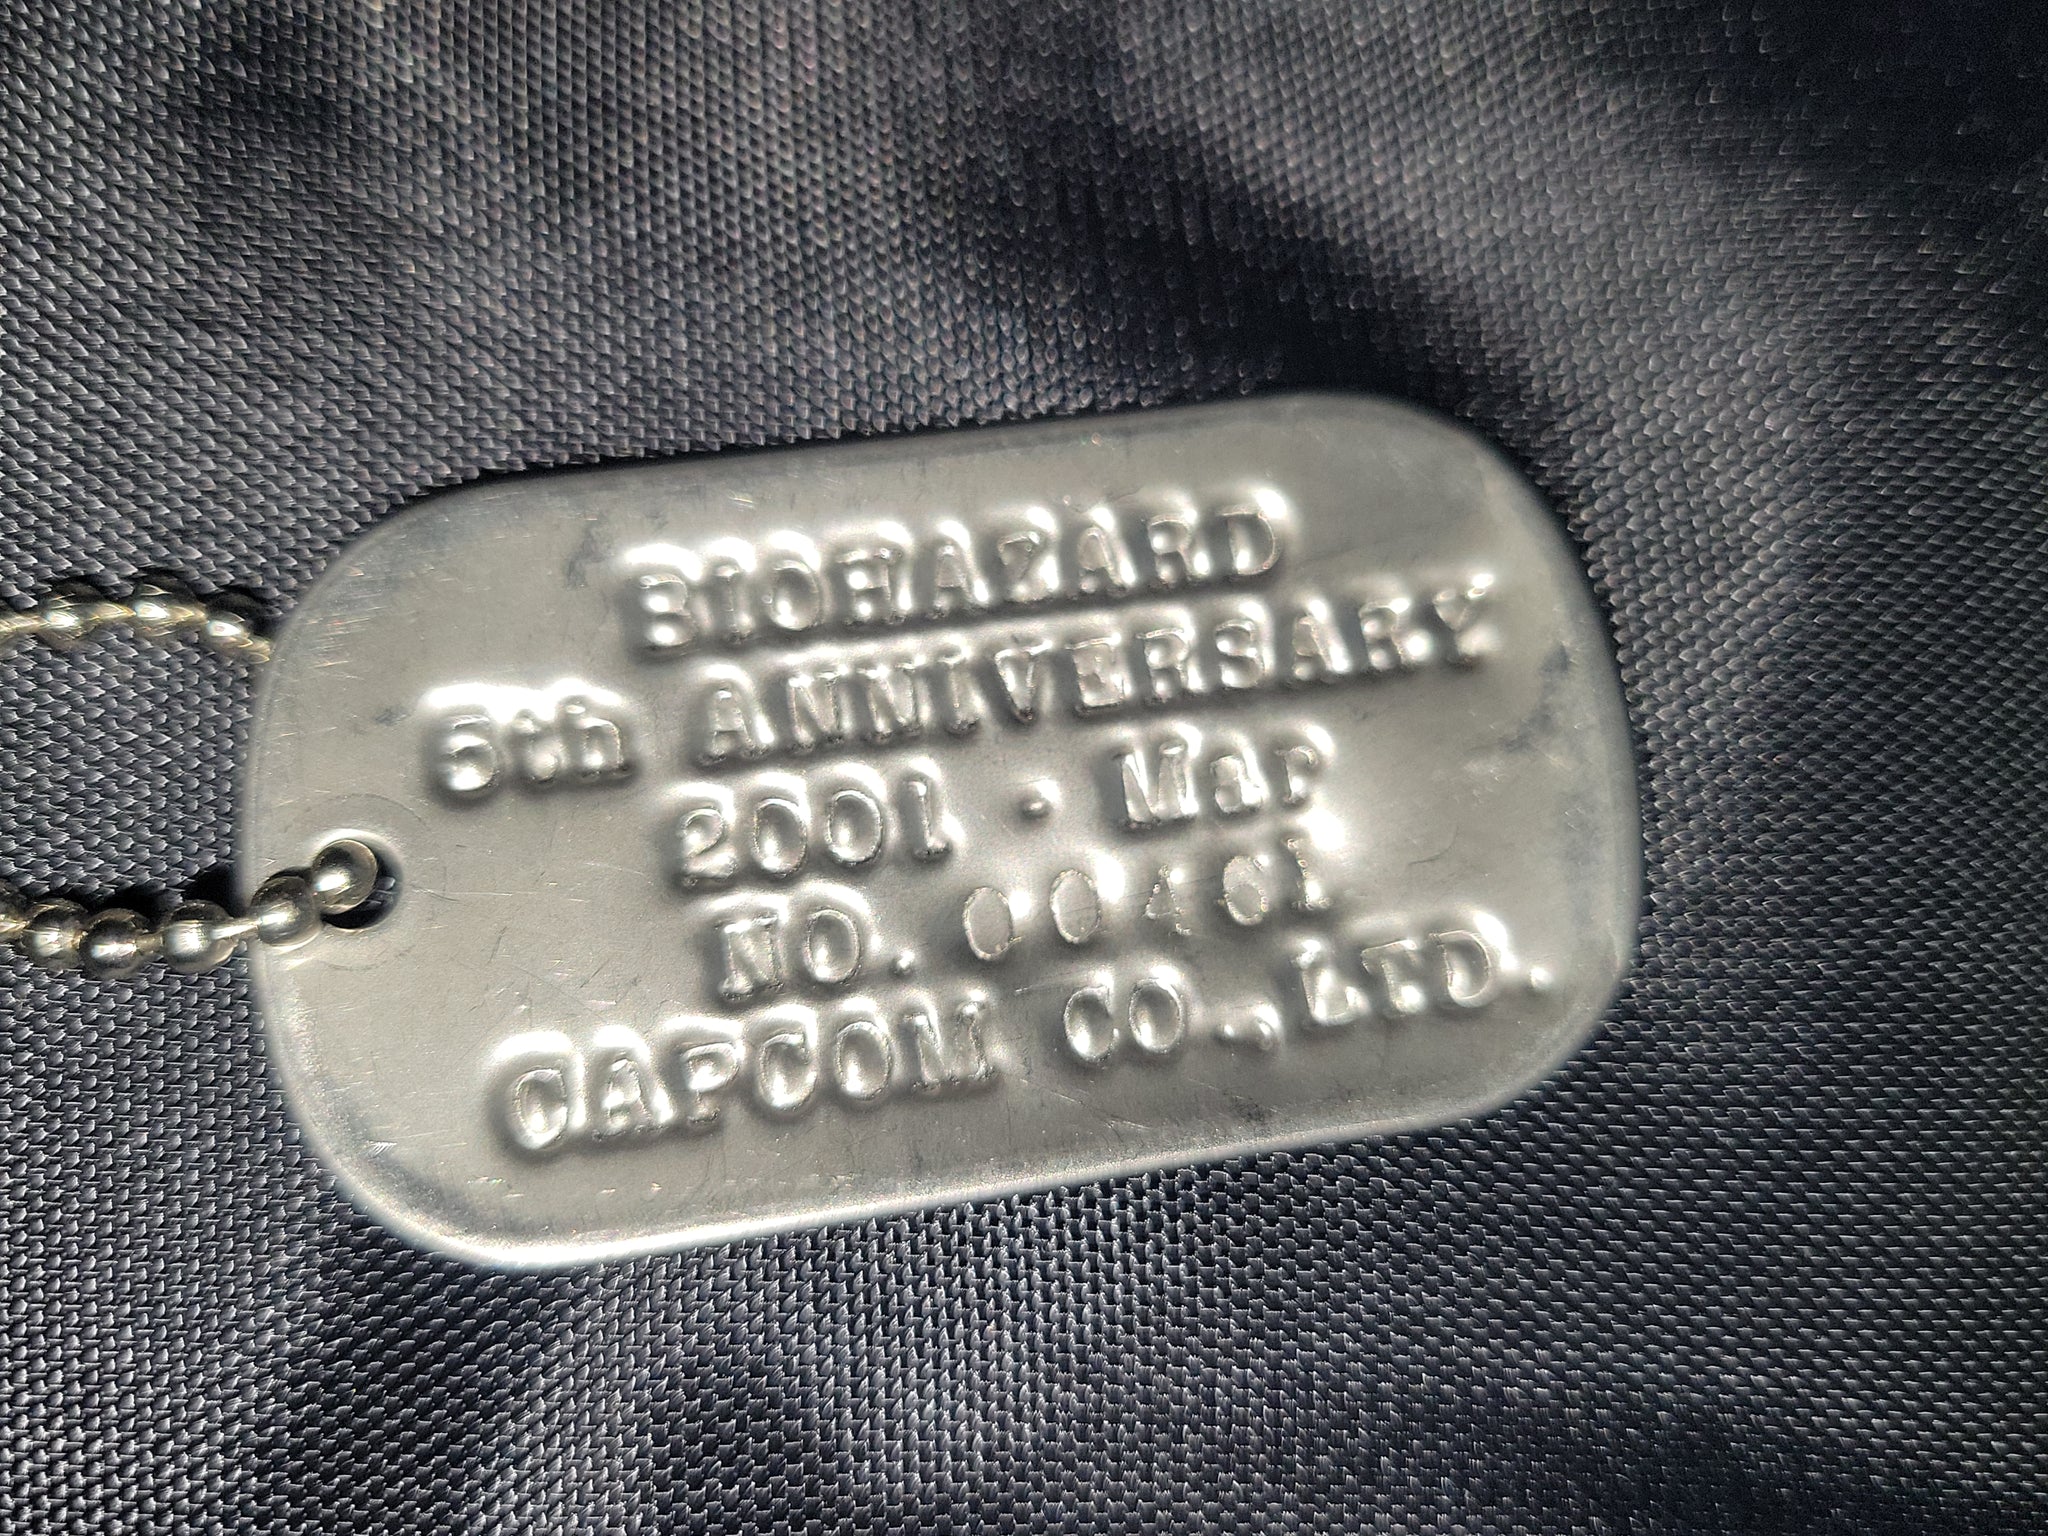 BIOHAZARD
5th ANNIVERSARY
2001 · Mar
NO. 00461
CAPCOM CO.,LTD.